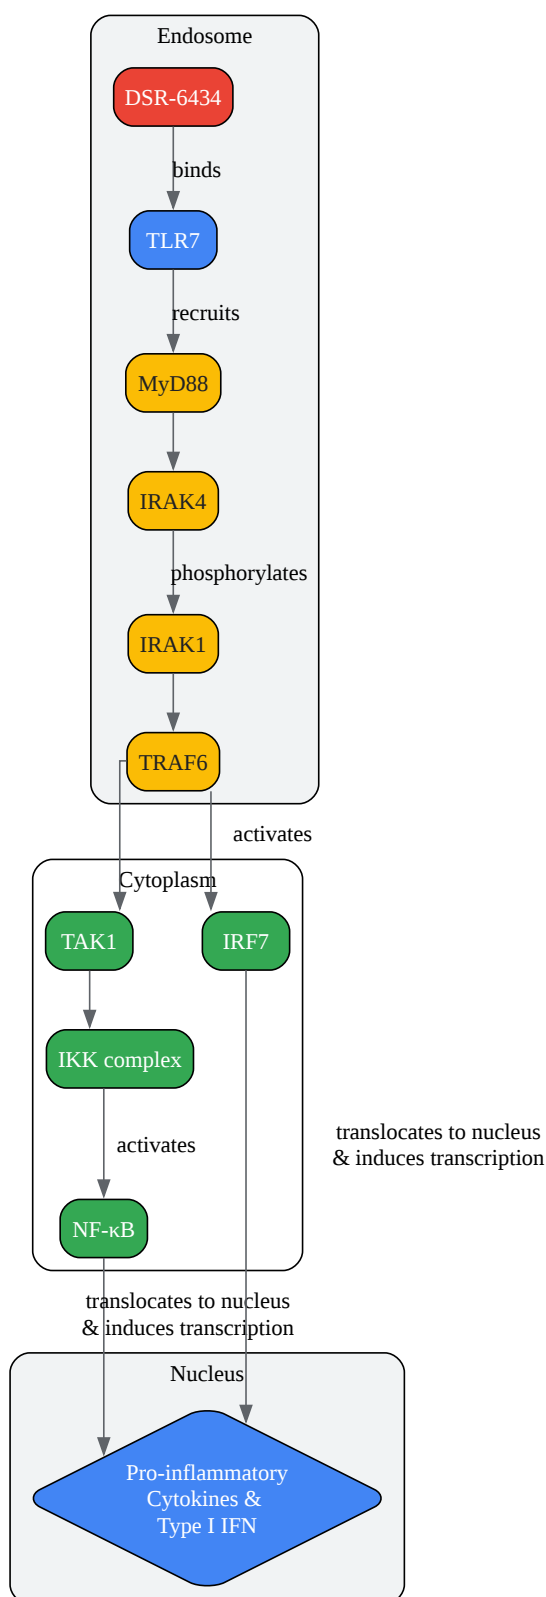 Endosome
DSR-6434
binds
TLR7
recruits
MyD88
IRAK4
phosphorylates
IRAK1
TRAF6
activates
Cytoplasm
TAK1
IRF7
IKK complex
translocates to nucleus
& induces transcription
activates
NF-κB
translocates to nucleus
& induces transcription
Nucleus
Pro-inflammatory
Cytokines &
Type I IFN